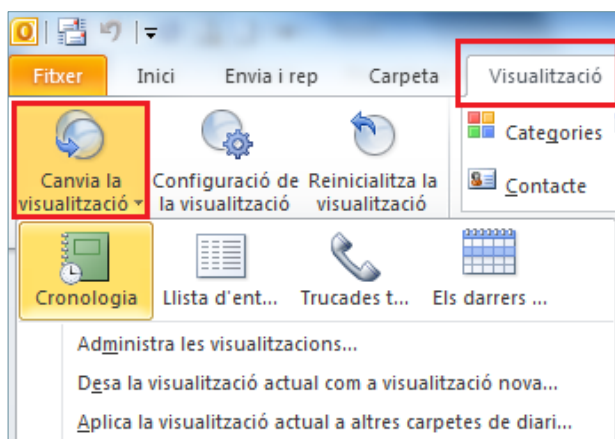 Fitxer Inici Envia i rep Carpeta Visualització
Canvia la visualització
Configuració de la visualització
Reinicialitza la visualització
Categories
Contacte
Cronologia Llista d'ent... Trucades t... Els darrers ...
Administra les visualitzacions...
Desa la visualització actual com a visualització nova...
Aplica la visualització actual a altres carpetes de diari...